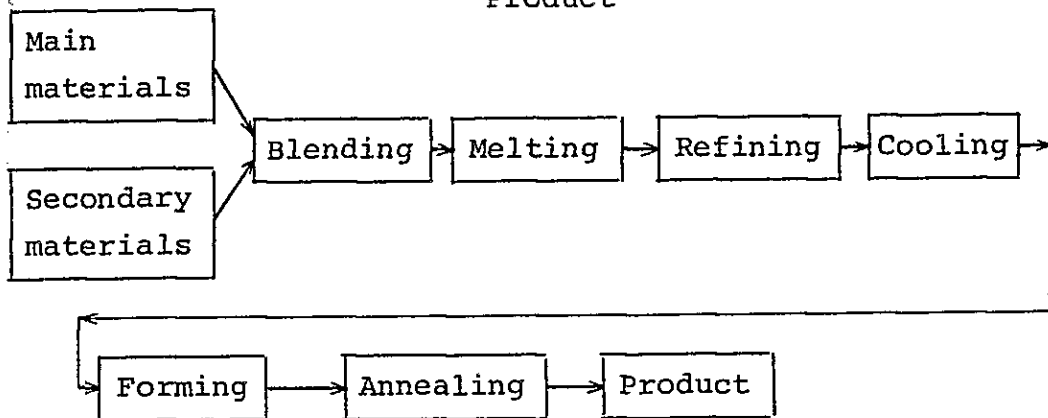 Product
Main
materials
Secondary
materials
Blending
Melting
Refining
Cooling
Forming
Annealing
Product